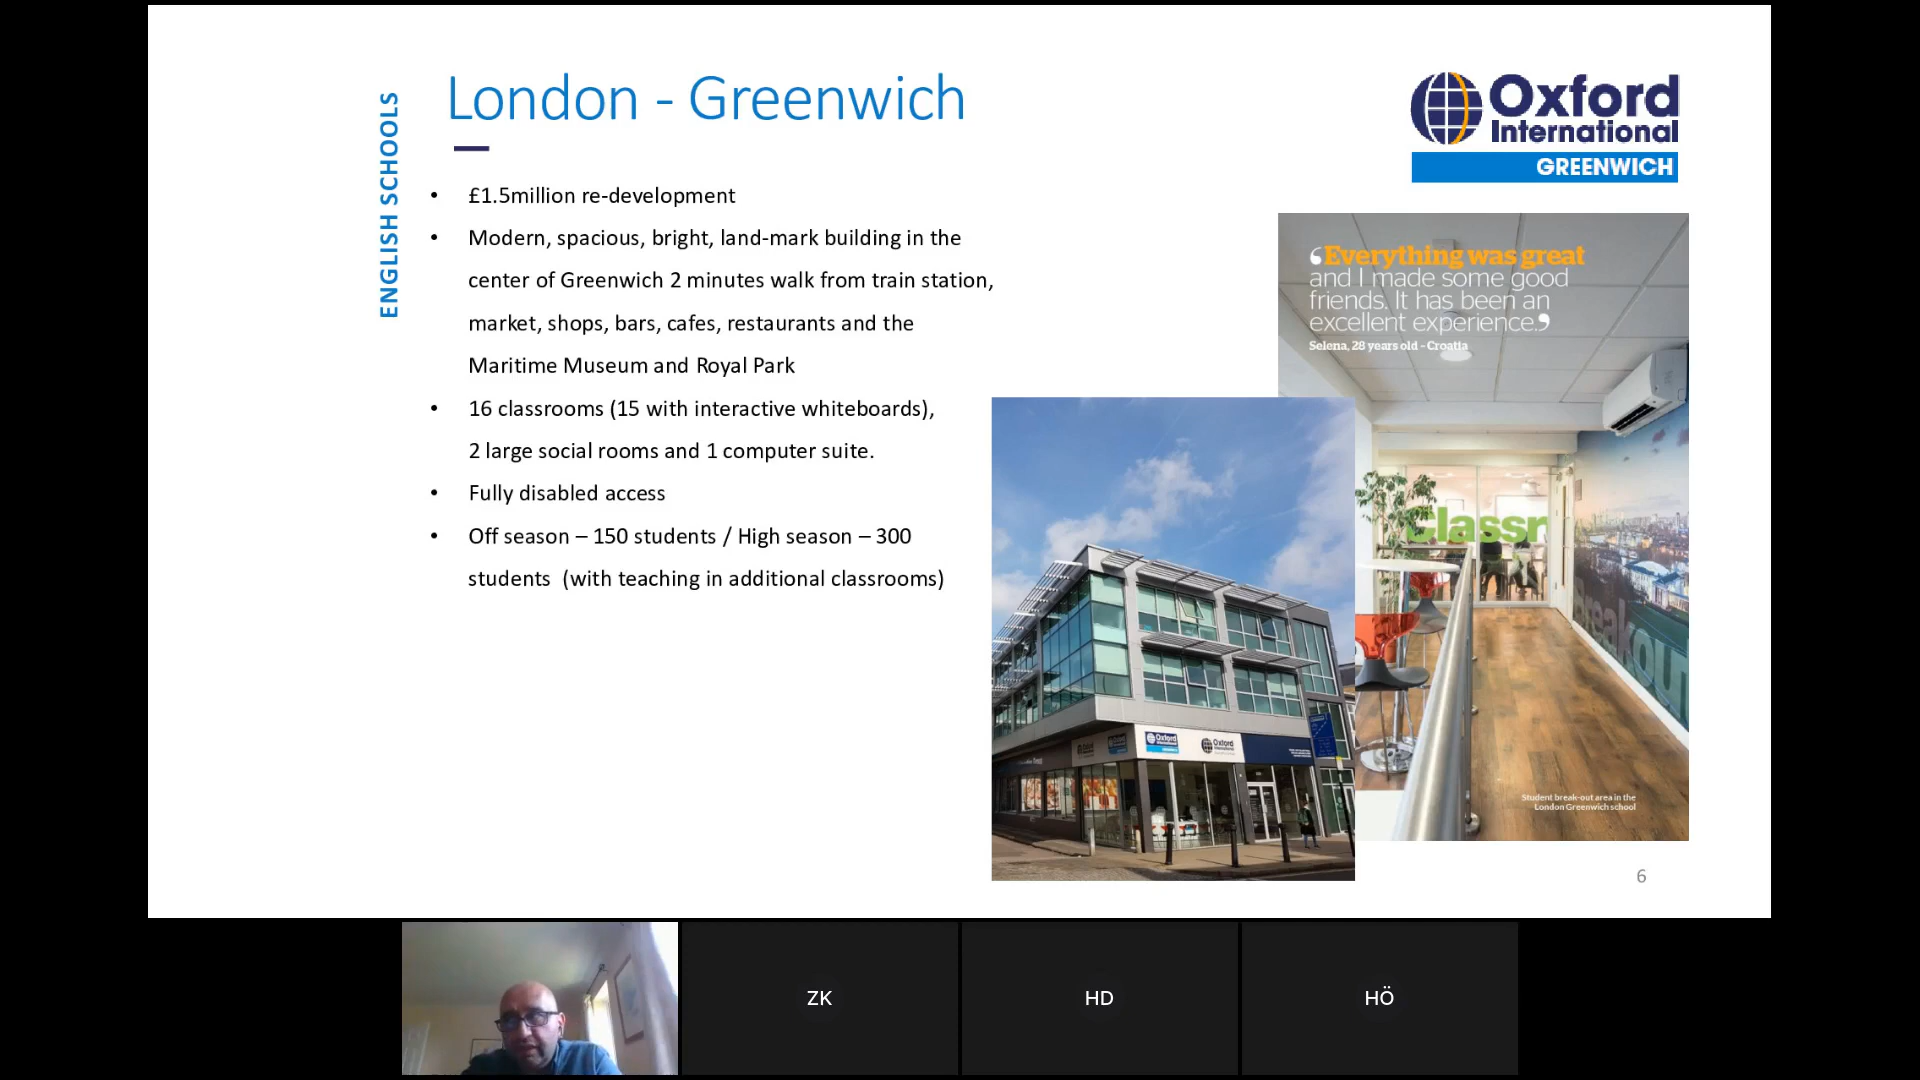 ENGLISH SCHOOLS
London - Greenwich
Oxford
International
GREENWICH
• £1.5million re-development
• Modern, spacious, bright, land-mark building in the
center of Greenwich 2 minutes walk from train station,
market, shops, bars, cafes, restaurants and the
Maritime Museum and Royal Park
• 16 classrooms (15 with interactive whiteboards),
2 large social rooms and 1 computer suite.
• Fully disabled access
• Off season – 150 students / High season – 300
students (with teaching in additional classrooms)
‘Everything was great
and I made some good
friends. It has been an
excellent experience.’
Selena, 28 years old - Croatia
Classr
Oxford
International
Oxford
International
Student break-out area in the
London Greenwich school
6
ZK
HD
HÖ